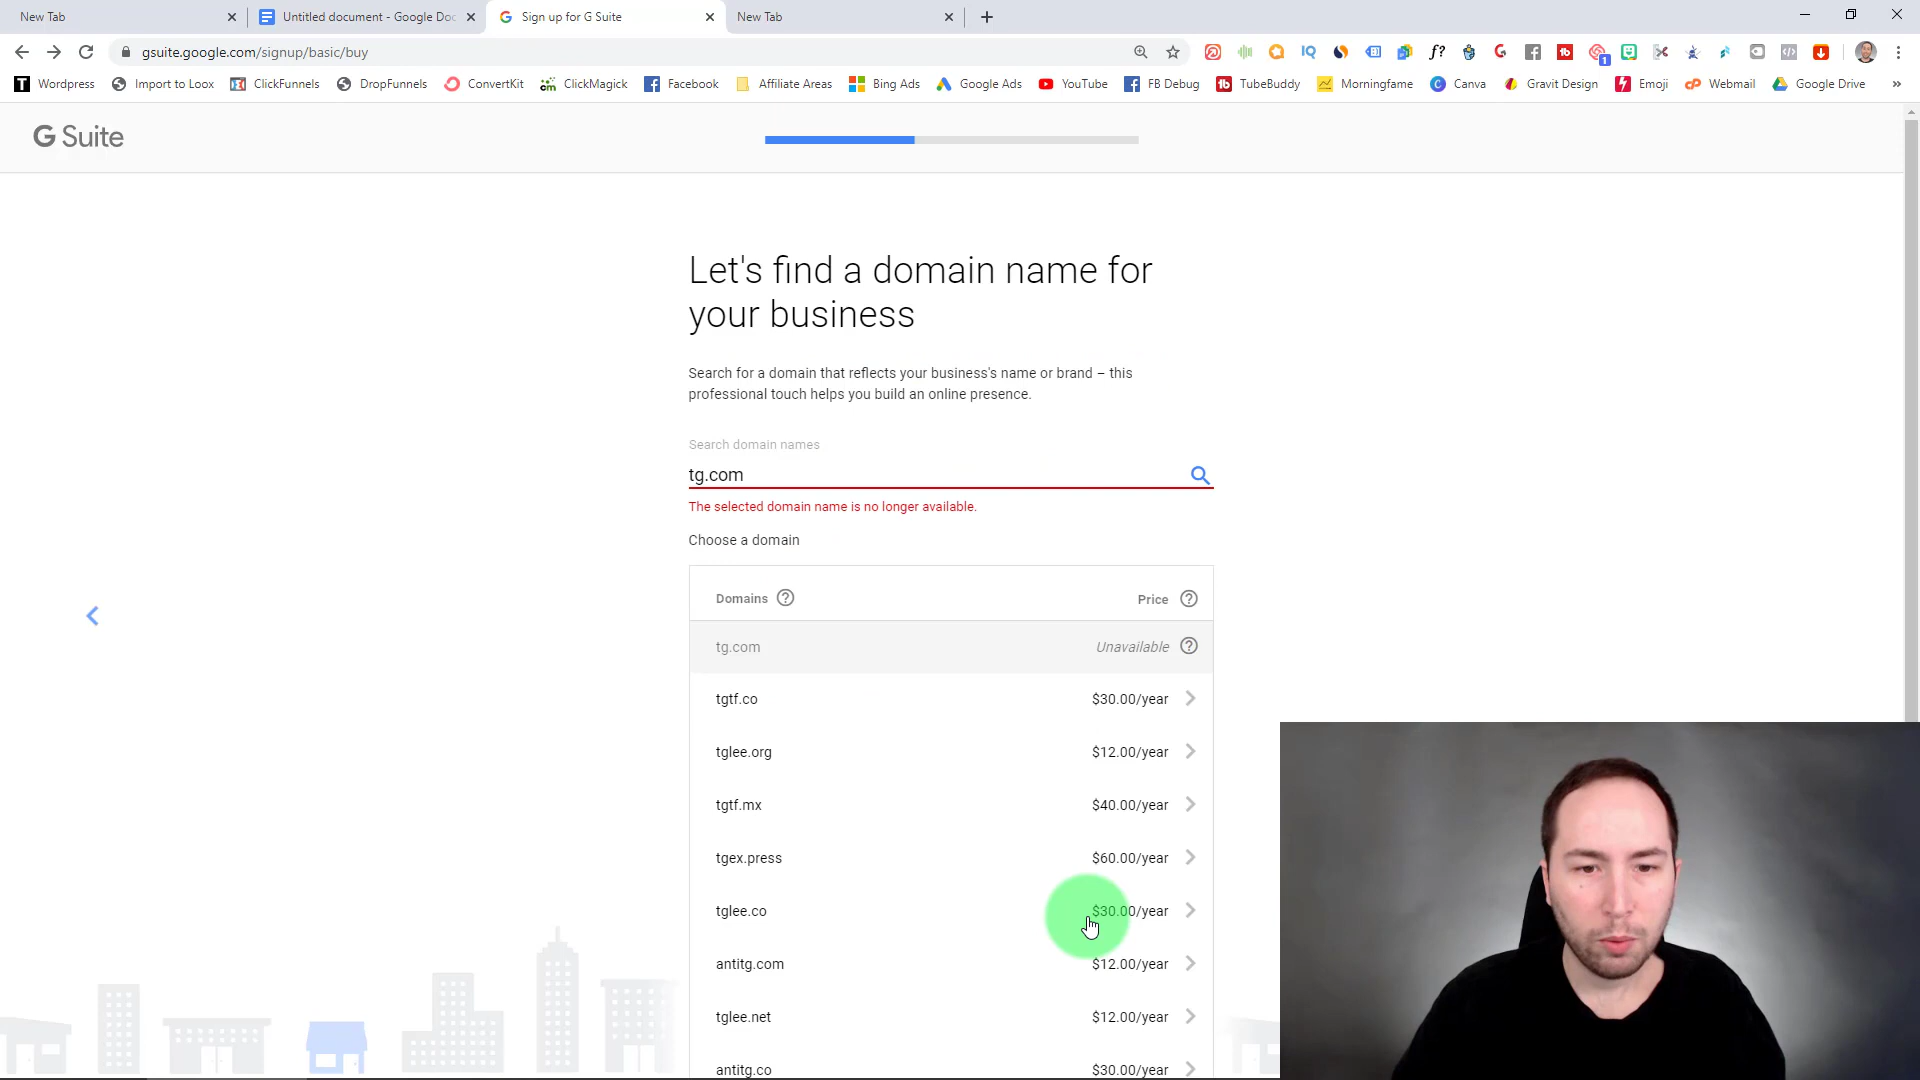 New Tab
Untitled document - Google Doc
Sign up for G Suite
New Tab
gsuite.google.com/signup/basic/buy
Wordpress
Import to Loox
ClickFunnels
DropFunnels
ConvertKit
ClickMagick
Facebook
Affiliate Areas
Bing Ads
Google Ads
YouTube
FB Debug
TubeBuddy
Morningfame
Canva
Gravit Design
Emoji
Webmail
Google Drive
G Suite
Let's find a domain name for
your business
Search for a domain that reflects your business's name or brand – this
professional touch helps you build an online presence.
Search domain names
tg.com
The selected domain name is no longer available.
Choose a domain
Domains
Price
tg.com Unavailable
tgtf.co $30.00/year
tglee.org $12.00/year
tgtf.mx $40.00/year
tgex.press $60.00/year
tglee.co $30.00/year
antitg.com $12.00/year
tglee.net $12.00/year
antitg.co $30.00/year